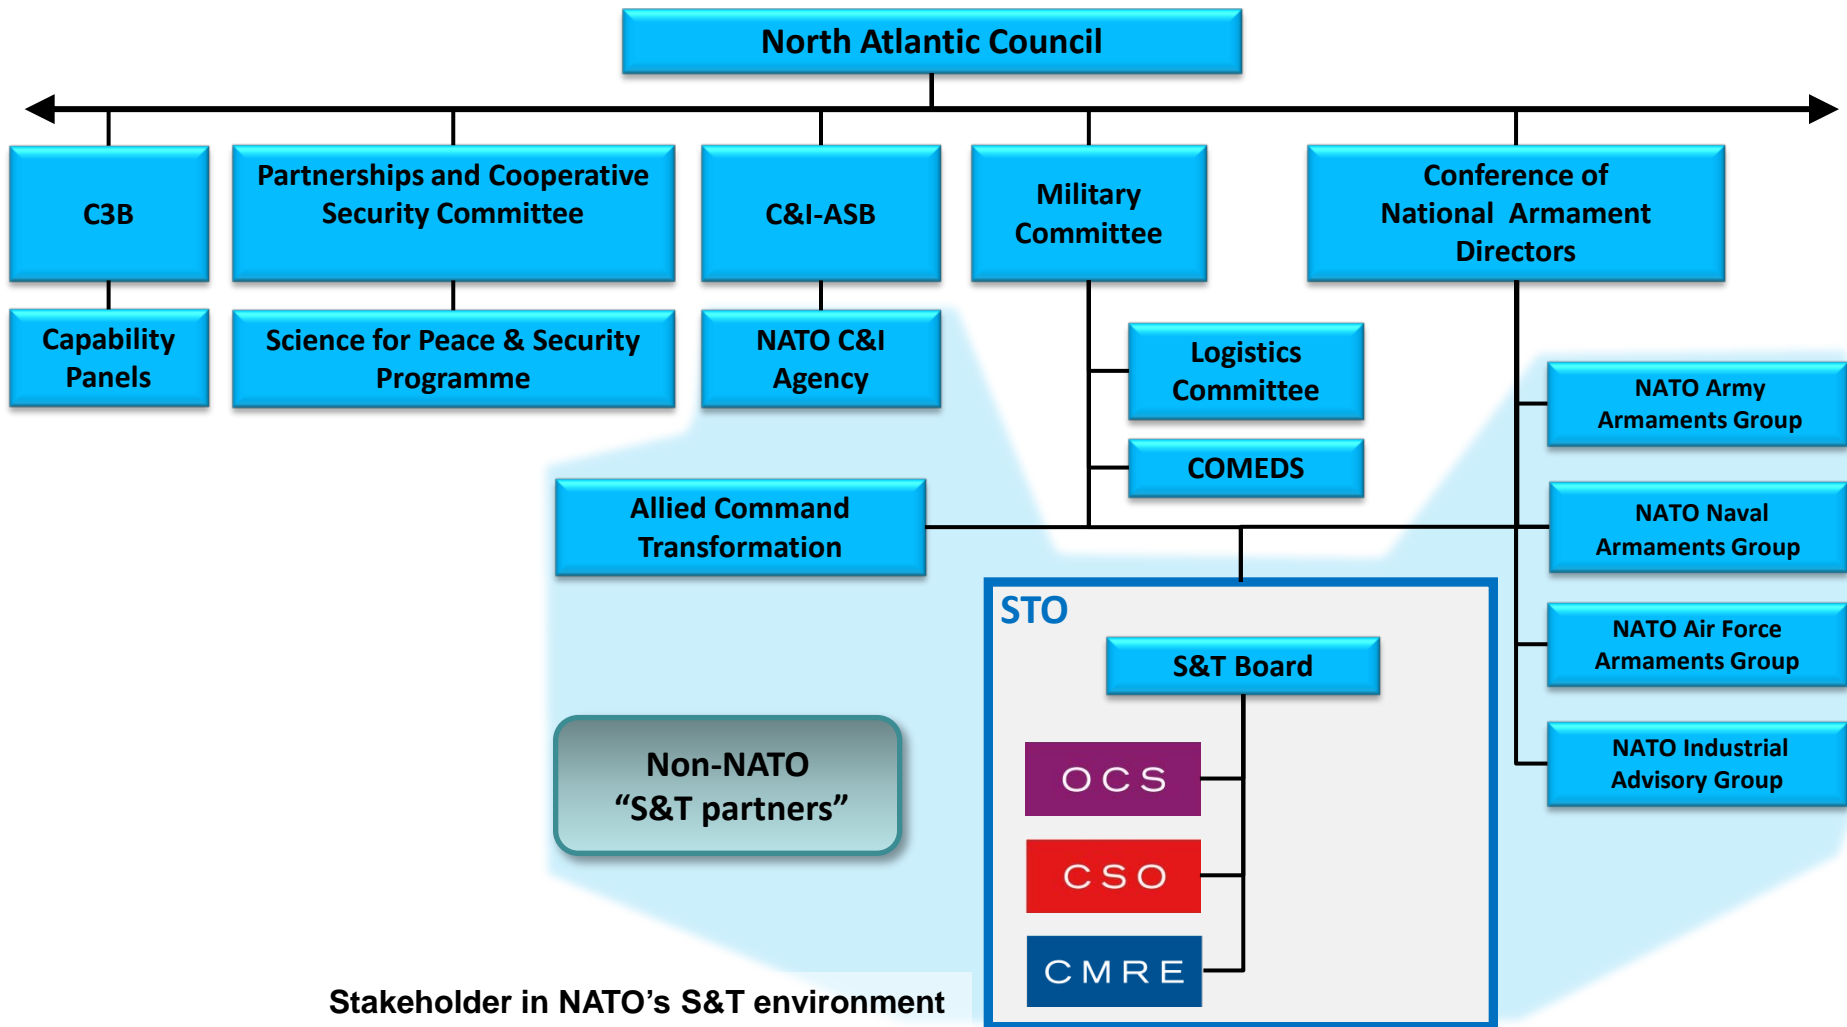 North Atlantic Council
C3B
Partnerships and Cooperative
Security Committee
C&I-ASB
Military
Committee
Conference of
National Armament
Directors
Capability
Panels
Science for Peace & Security
Programme
NATO C&I
Agency
Logistics
Committee
COMEDS
NATO Army
Armaments Group
Allied Command
Transformation
NATO Naval
Armaments Group
STO
S&T Board
NATO Air Force
Armaments Group
Non-NATO
“S&T partners”
OCS
NATO Industrial
Advisory Group
CSO
CMRE
Stakeholder in NATO’s S&T environment